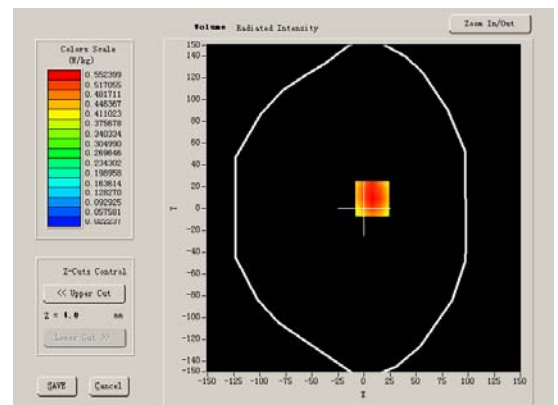 Volume Radiated Intensity
Zoom In/Out
Colors Scale
(W/kg)
0.552399
0.517055
0.481711
0.446367
0.411023
0.375678
0.340334
0.304990
0.269646
0.234302
0.198958
0.163614
0.128270
0.092925
0.057581
0.022237
150
140
120
100
80
60
40
20
0
-20
-40
-60
-80
-100
-120
-140
-150
Y
-150 -125 -100 -75 -50 -25 0 25 50 75 100 125 150
X
Z-Cuts Control
<< Upper Cut
Z = 4.0 mm
Lower Cut >>
SAVE Cancel